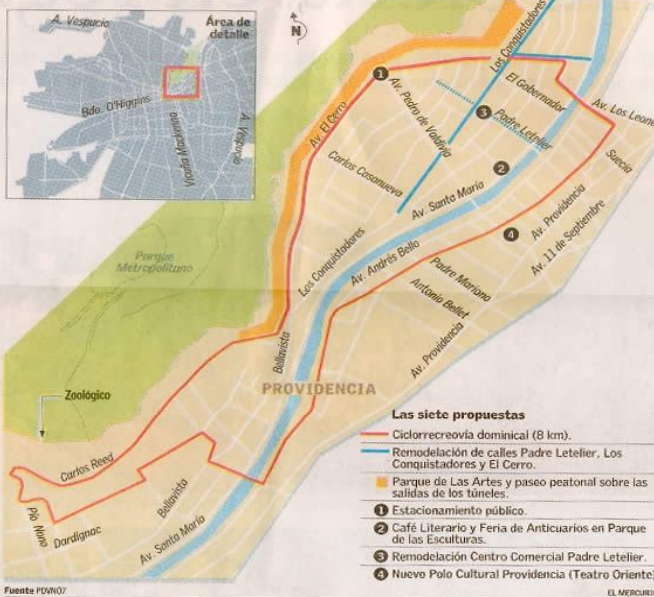 A. Vespucio
Área de
detalle
Bdo. O'Higgins
Vicuña Mackenna
A. Vespucio
N
Los Conquistadores
1
Av. El Cerro
Av. Pedro de Valdivia
El Gobernador
3
Padre Letelier
Av. Los Leones
Suecia
Carlos Casanueva
2
Av. Santa María
Av. Providencia
4
Av. 11 de Septiembre
Parque
Metropolitano
Los Conquistadores
Av. Andrés Bello
Padre Mariano
Antonio Bellet
Av. Providencia
Bellavista
PROVIDENCIA
Zoológico
Carlos Reed
Pío Nono
Dardignac
Bellavista
Av. Santa María
Las siete propuestas
Ciclorrecreovía dominical (8 km).
Remodelación de calles Padre Letelier, Los
Conquistadores y El Cerro.
Parque de Las Artes y paseo peatonal sobre las
salidas de los túneles.
1 Estacionamiento público.
2 Café Literario y Feria de Anticuarios en Parque
de las Esculturas.
3 Remodelación Centro Comercial Padre Letelier.
4 Nuevo Polo Cultural Providencia (Teatro Oriente)
Fuente PDVN07
EL MERCURIO